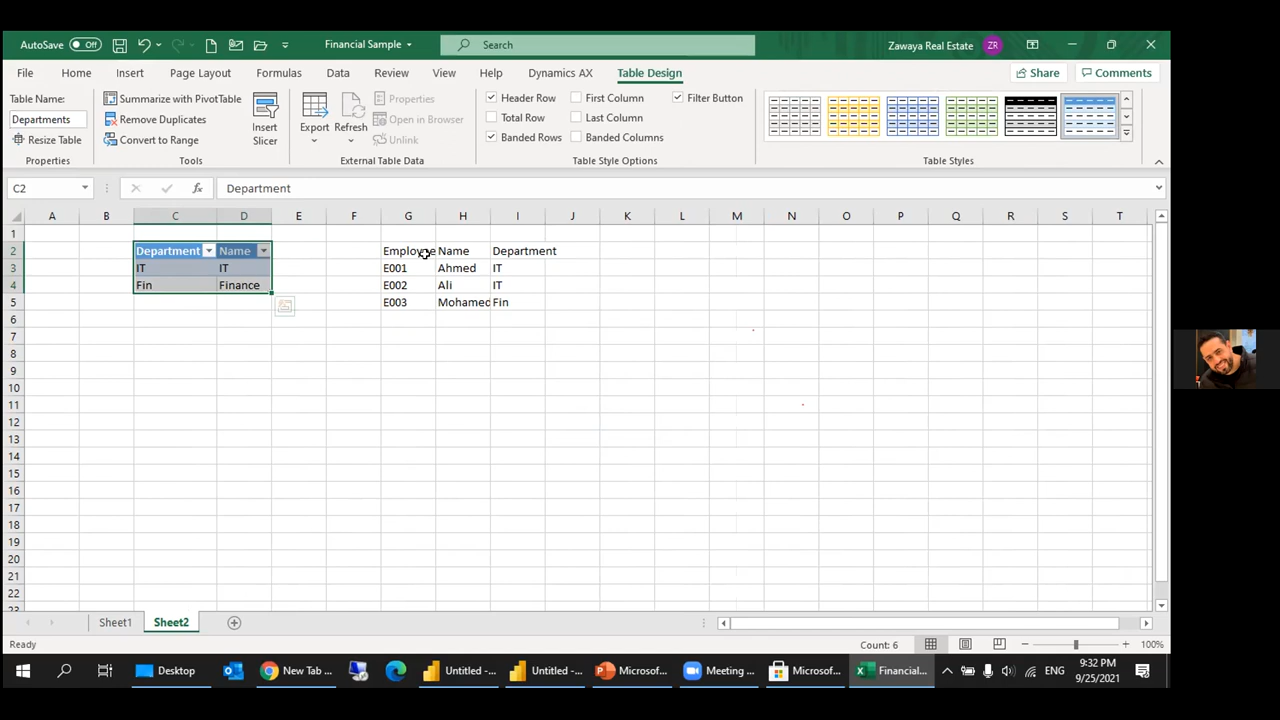 AutoSave Off Financial Sample Search Zawaya Real Estate ZR
File Home Insert Page Layout Formulas Data Review View Help Dynamics AX Table Design Share Comments
Table Name:
Departments
Resize Table
Properties
Summarize with PivotTable
Remove Duplicates
Convert to Range
Insert
Slicer
Tools
Export Refresh
Properties
Open in Browser
Unlink
External Table Data
Header Row First Column Filter Button
Total Row Last Column
Banded Rows Banded Columns
Table Style Options
Table Styles
C2 fx Department
A B C D E F G H I J K L M N O P Q R S T
1
2 Department Name Employee Name Department
3 IT IT E001 Ahmed IT
4 Fin Finance E002 Ali IT
5 E003 Mohamed Fin
6
7
8
9
10
11
12
13
14
15
16
17
18
19
20
21
22
23
Sheet1 Sheet2
Ready Count: 6 100%
Desktop New Tab ... Untitled - ... Untitled - ... Microsof... Meeting ... Microsof... Financial... ENG 9:32 PM
9/25/2021